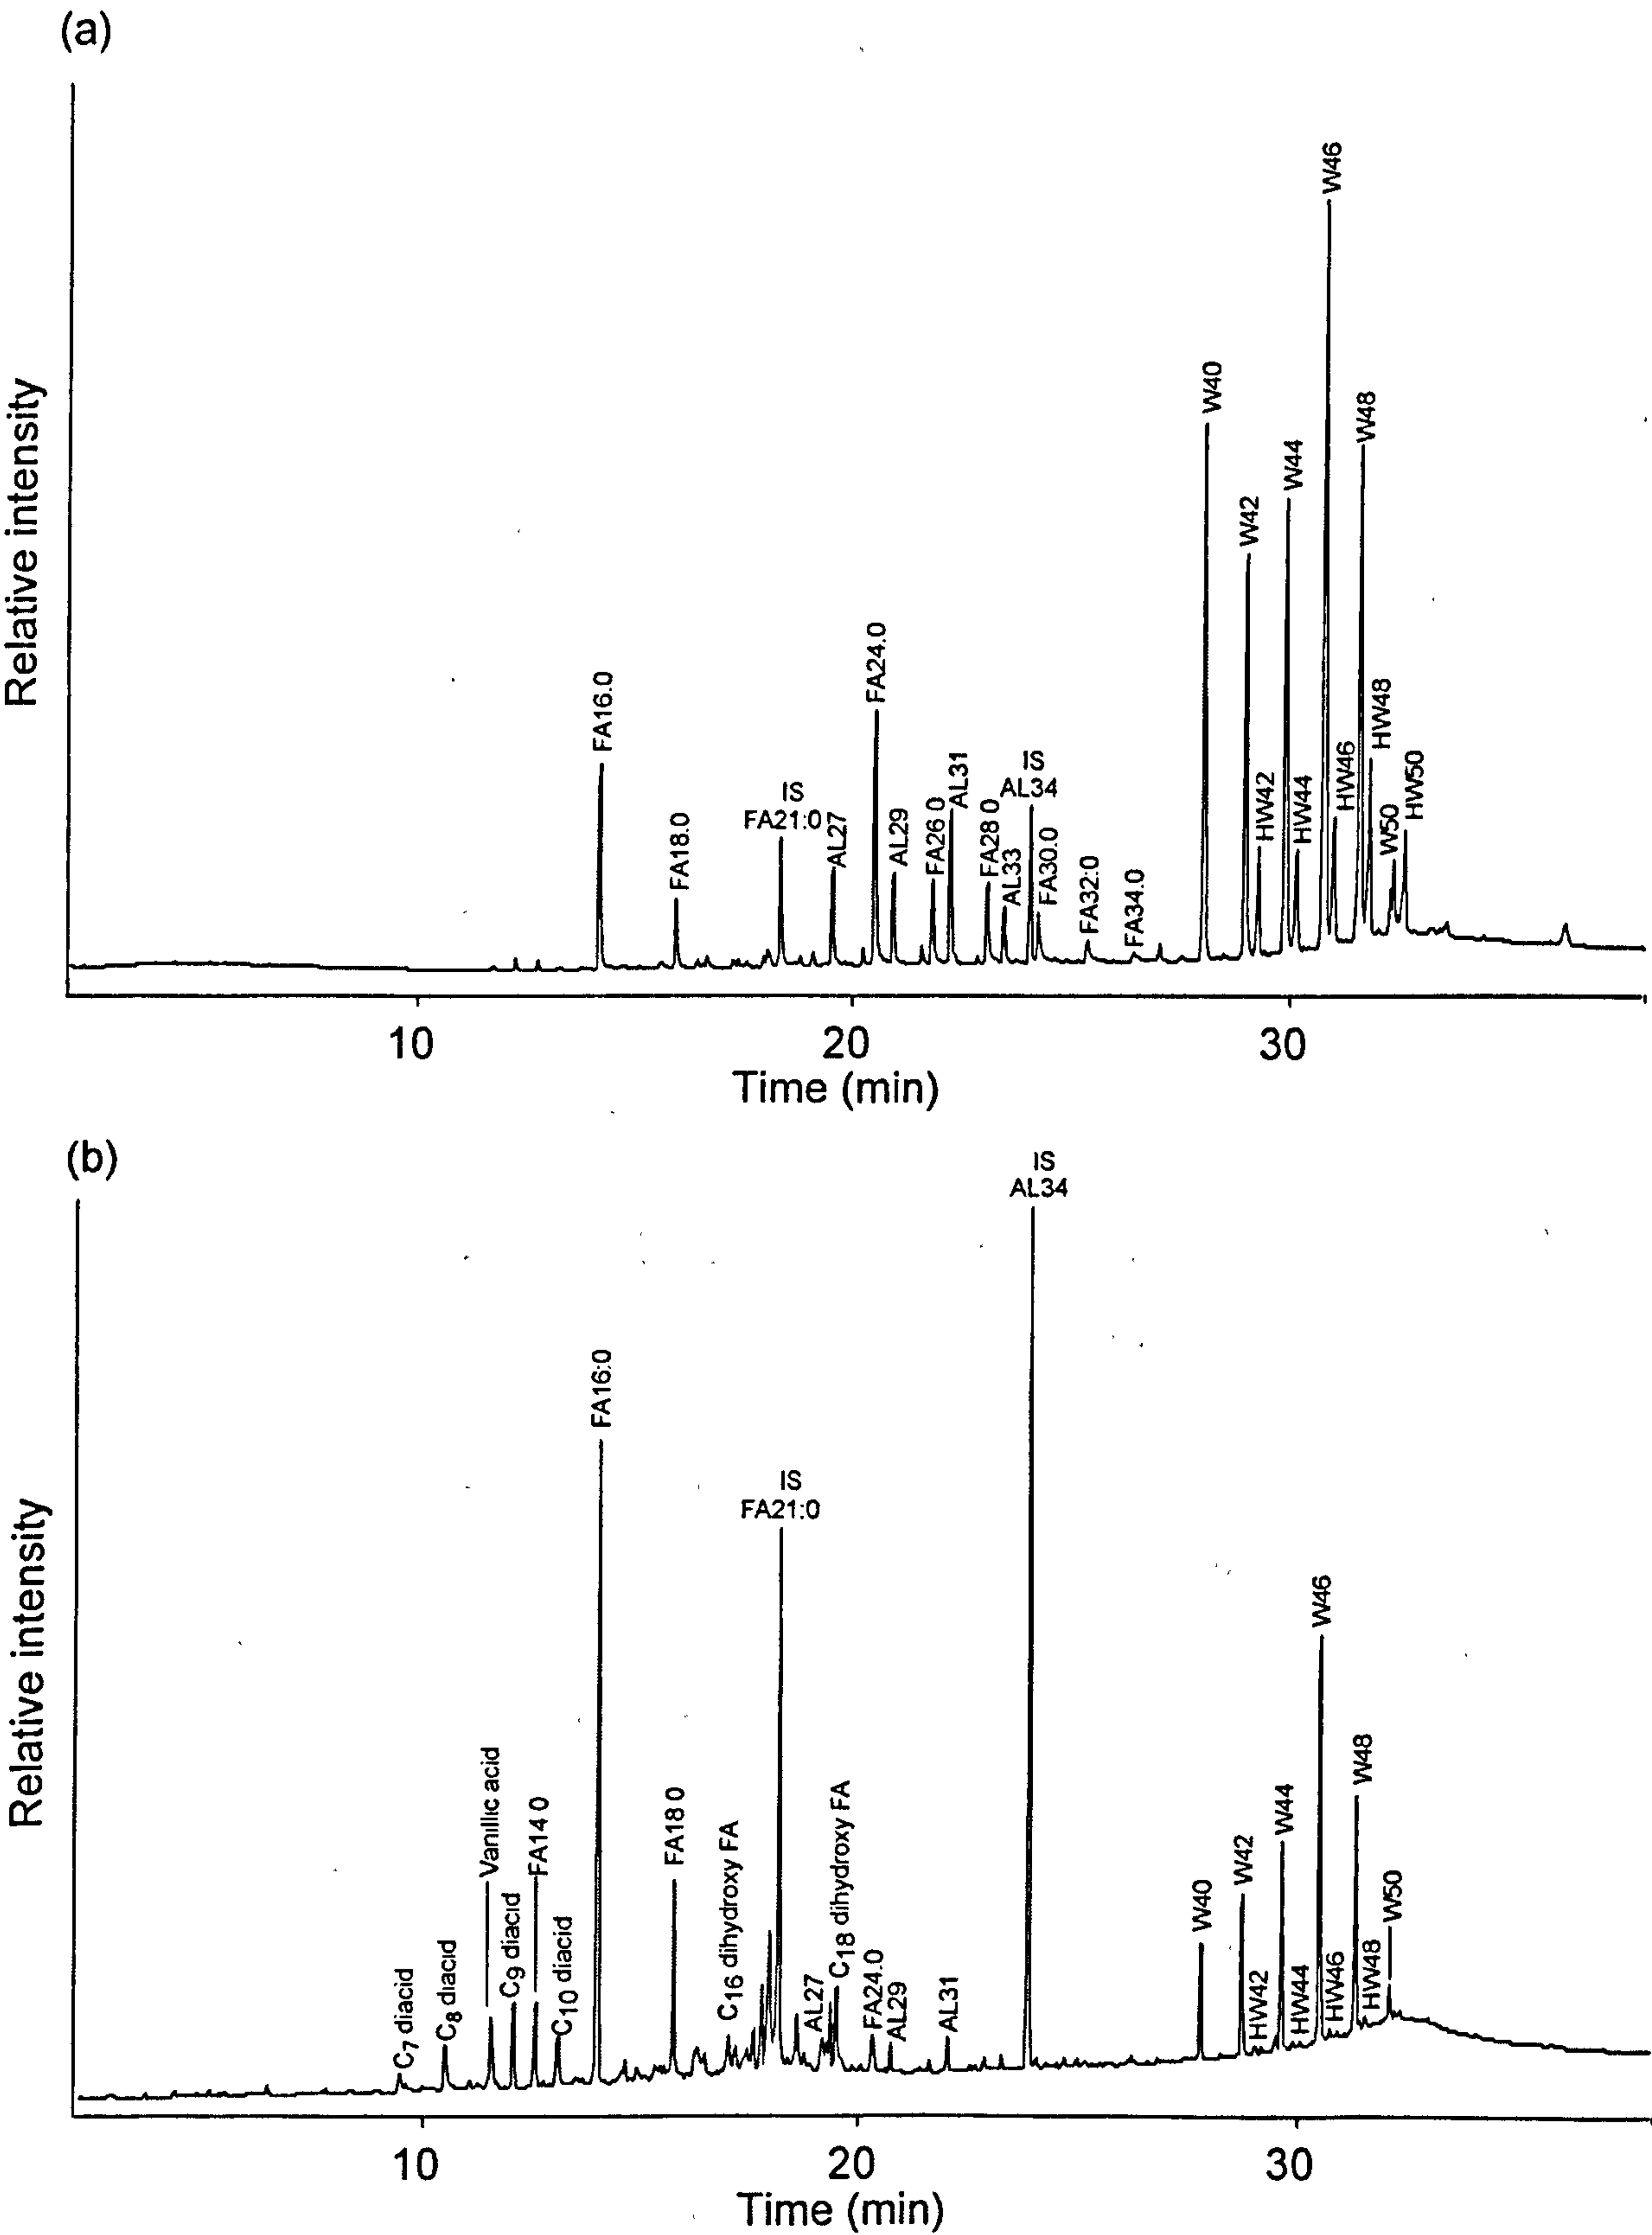 (a)
Relative intensity
FA16.0
FA18.0
IS
FA21:0
AL27
FA24.0
AL29
FA26 0
AL31
FA28 0
AL33
IS
AL34
FA30.0
FA32:0
FA34.0
W40
W42
HW42
W44
HW44
W46
HW46
W48
HW48
W50
HW50
10
20
30
Time (min)
(b)
Relative intensity
C7 diacid
C8 diacid
Vanillic acid
C9 diacid
FA14 0
C10 diacid
FA16:0
FA18 0
C16 dihydroxy FA
IS
FA21:0
AL27
C18 dihydroxy FA
FA24.0
AL29
AL31
IS
AL34
W40
W42
HW42
W44
HW44
W46
HW46
W48
HW48
W50
10
20
30
Time (min)